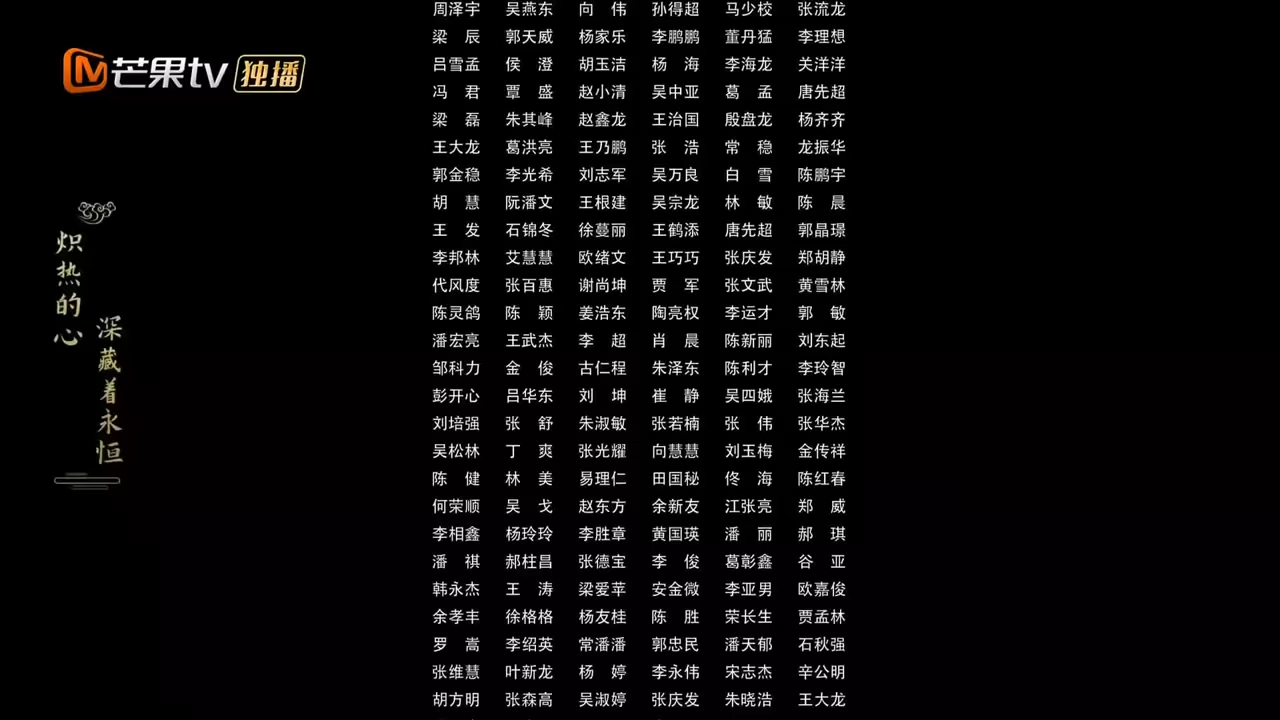 芒果tv 独播
炽热的心
深藏着永恒
周泽宇 吴燕东 向 伟 孙得超 马少校 张流龙
梁 辰 郭天威 杨家乐 李鹏鹏 董丹猛 李理想
吕雪孟 侯 澄 胡玉洁 杨 海 李海龙 关洋洋
冯 君 覃 盛 赵小清 吴中亚 葛 孟 唐先超
梁 磊 朱其峰 赵鑫龙 王治国 殷盘龙 杨齐齐
王大龙 葛洪亮 王乃鹏 张 浩 常 稳 龙振华
郭金稳 李光希 刘志军 吴万良 白 雪 陈鹏宇
胡 慧 阮潘文 王根建 吴宗龙 林 敏 陈 晨
王 发 石锦冬 徐蔓丽 王鹤添 唐先超 郭晶璟
李邦林 艾慧慧 欧绪文 王巧巧 张庆发 郑胡静
代风度 张百惠 谢尚坤 贾 军 张文武 黄雪林
陈灵鸽 陈 颖 姜浩东 陶亮权 李运才 郭 敏
潘宏亮 王武杰 李 超 肖 晨 陈新丽 刘东起
邹科力 金 俊 古仁程 朱泽东 陈利才 李玲智
彭开心 吕华东 刘 坤 崔 静 吴四娥 张海兰
刘培强 张 舒 朱淑敏 张若楠 张 伟 张华杰
吴松林 丁 爽 张光耀 向慧慧 刘玉梅 金传祥
陈 健 林 美 易理仁 田国秘 佟 海 陈红春
何荣顺 吴 戈 赵东方 余新友 江张亮 郑 威
李相鑫 杨玲玲 李胜章 黄国瑛 潘 丽 郝 琪
潘 祺 郝柱昌 张德宝 李 俊 葛彰鑫 谷 亚
韩永杰 王 涛 梁爱苹 安金微 李亚男 欧嘉俊
余孝丰 徐格格 杨友桂 陈 胜 荣长生 贾孟林
罗 嵩 李绍英 常潘潘 郭忠民 潘天郁 石秋强
张维慧 叶新龙 杨 婷 李永伟 宋志杰 辛公明
胡方明 张森高 吴淑婷 张庆发 朱晓浩 王大龙